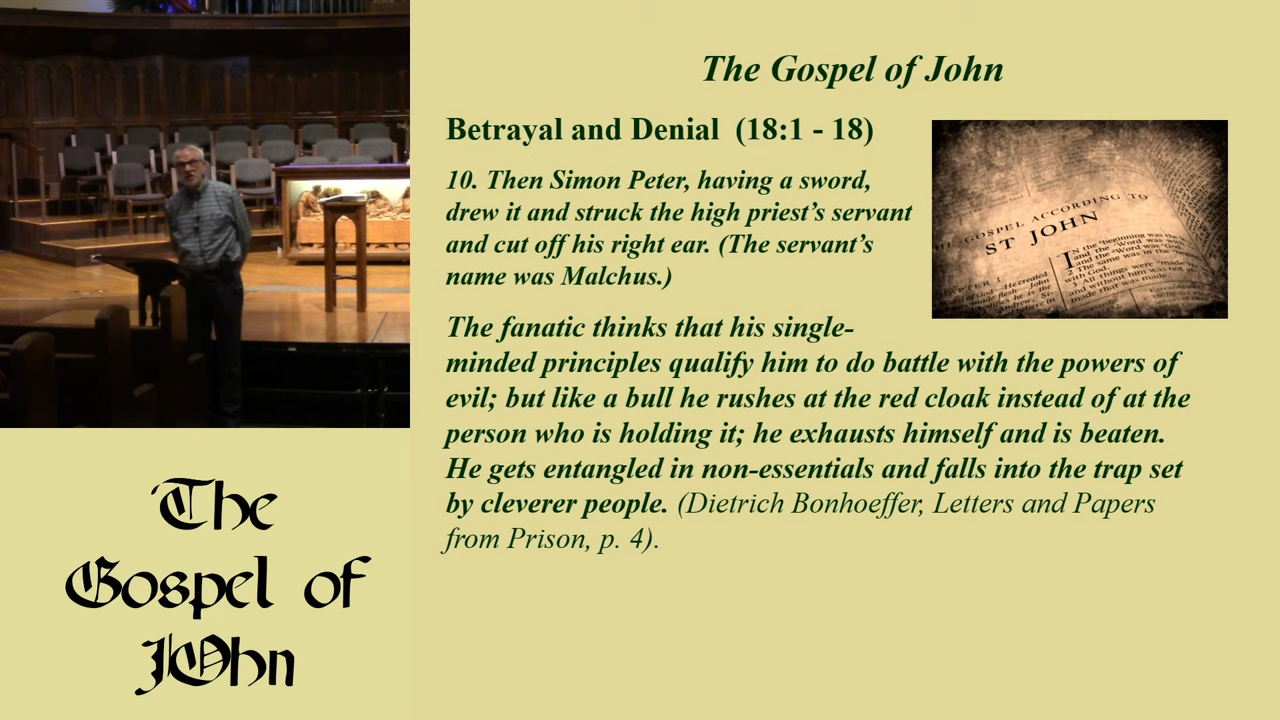 The Gospel of John
Betrayal and Denial (18:1 - 18)
10. Then Simon Peter, having a sword,
drew it and struck the high priest’s servant
and cut off his right ear. (The servant’s
name was Malchus.)
The fanatic thinks that his single-
minded principles qualify him to do battle with the powers of
evil; but like a bull he rushes at the red cloak instead of at the
person who is holding it; he exhausts himself and is beaten.
He gets entangled in non-essentials and falls into the trap set
by cleverer people. (Dietrich Bonhoeffer, Letters and Papers
from Prison, p. 4).
GOSPEL ACCORDING TO
ST JOHN
The
Gospel of
JOhn